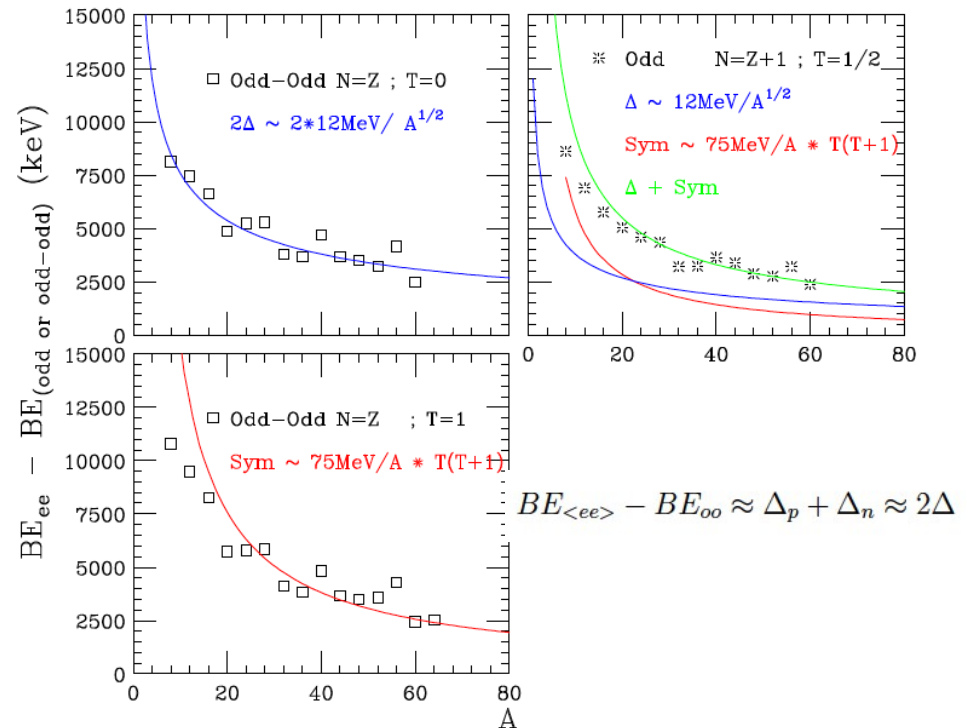 BE_ee − BE_(odd or odd−odd) (keV)
15000
12500
10000
7500
5000
2500
0
Odd−Odd N=Z ; T=0
2Δ ~ 2*12MeV/ A^1/2
Odd N=Z+1 ; T=1/2
Δ ~ 12MeV/A^1/2
Sym ~ 75MeV/A * T(T+1)
Δ + Sym
0 20 40 60 80
15000
12500
10000
7500
5000
2500
0
Odd−Odd N=Z ; T=1
Sym ~ 75MeV/A * T(T+1)
0 20 40 60 80
A
BE_<ee> − BE_oo ≈ Δ_p + Δ_n ≈ 2Δ